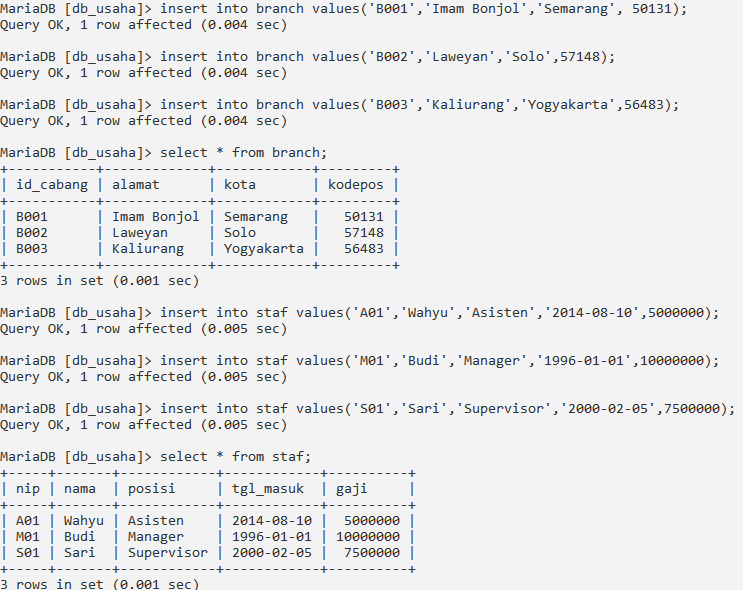 MariaDB [db_usaha]> insert into branch values('B001','Imam Bonjol','Semarang', 50131);
Query OK, 1 row affected (0.004 sec)

MariaDB [db_usaha]> insert into branch values('B002','Laweyan','Solo',57148);
Query OK, 1 row affected (0.004 sec)

MariaDB [db_usaha]> insert into branch values('B003','Kaliurang','Yogyakarta',56483);
Query OK, 1 row affected (0.004 sec)

MariaDB [db_usaha]> select * from branch;
+-----------+-------------+------------+---------+
| id_cabang | alamat      | kota       | kodepos |
+-----------+-------------+------------+---------+
| B001      | Imam Bonjol | Semarang   |   50131 |
| B002      | Laweyan     | Solo       |   57148 |
| B003      | Kaliurang   | Yogyakarta |   56483 |
+-----------+-------------+------------+---------+
3 rows in set (0.001 sec)

MariaDB [db_usaha]> insert into staf values('A01','Wahyu','Asisten','2014-08-10',5000000);
Query OK, 1 row affected (0.005 sec)

MariaDB [db_usaha]> insert into staf values('M01','Budi','Manager','1996-01-01',10000000);
Query OK, 1 row affected (0.005 sec)

MariaDB [db_usaha]> insert into staf values('S01','Sari','Supervisor','2000-02-05',7500000);
Query OK, 1 row affected (0.005 sec)

MariaDB [db_usaha]> select * from staf;
+-----+-------+------------+------------+----------+
| nip | nama  | posisi     | tgl_masuk  | gaji     |
+-----+-------+------------+------------+----------+
| A01 | Wahyu | Asisten    | 2014-08-10 |  5000000 |
| M01 | Budi  | Manager    | 1996-01-01 | 10000000 |
| S01 | Sari  | Supervisor | 2000-02-05 |  7500000 |
+-----+-------+------------+------------+----------+
3 rows in set (0.001 sec)